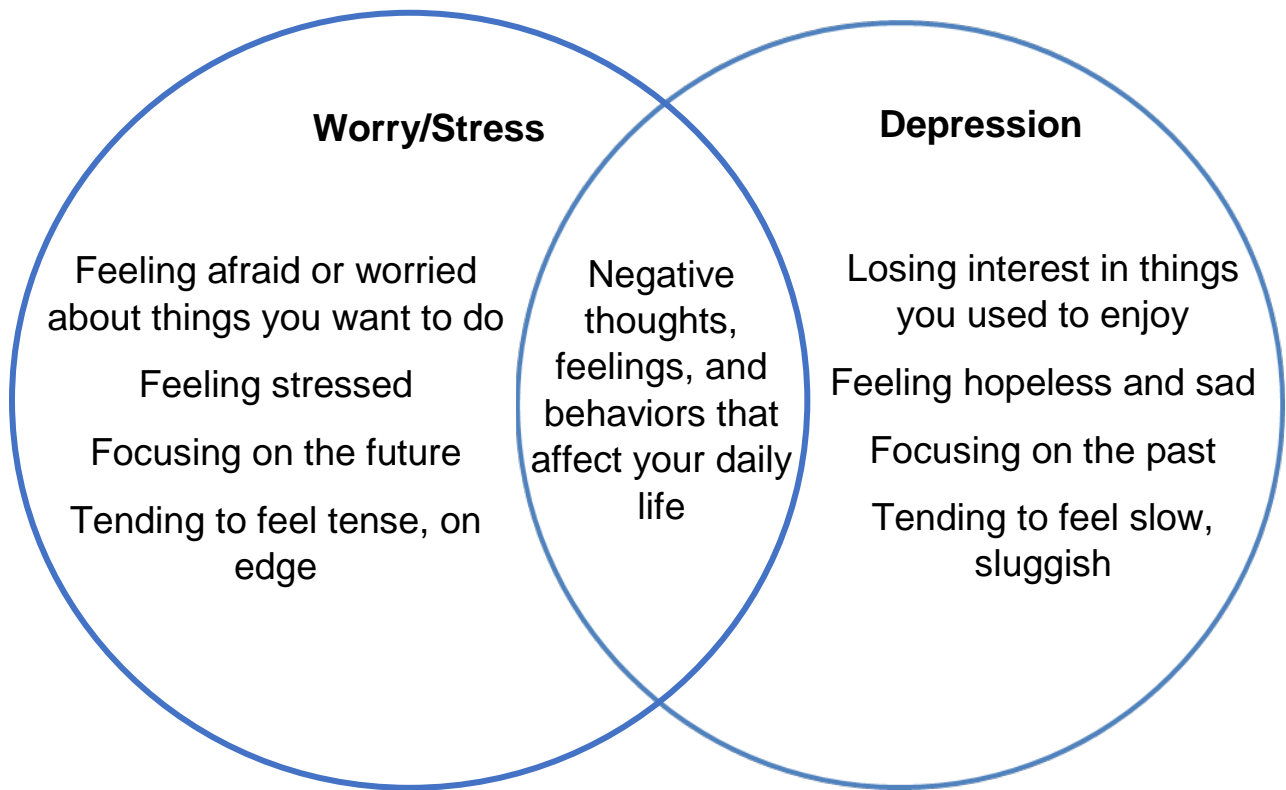 Worry/Stress
Feeling afraid or worried
about things you want to do
Feeling stressed
Focusing on the future
Tending to feel tense, on
edge
Negative
thoughts,
feelings, and
behaviors that
affect your daily
life
Depression
Losing interest in things
you used to enjoy
Feeling hopeless and sad
Focusing on the past
Tending to feel slow,
sluggish